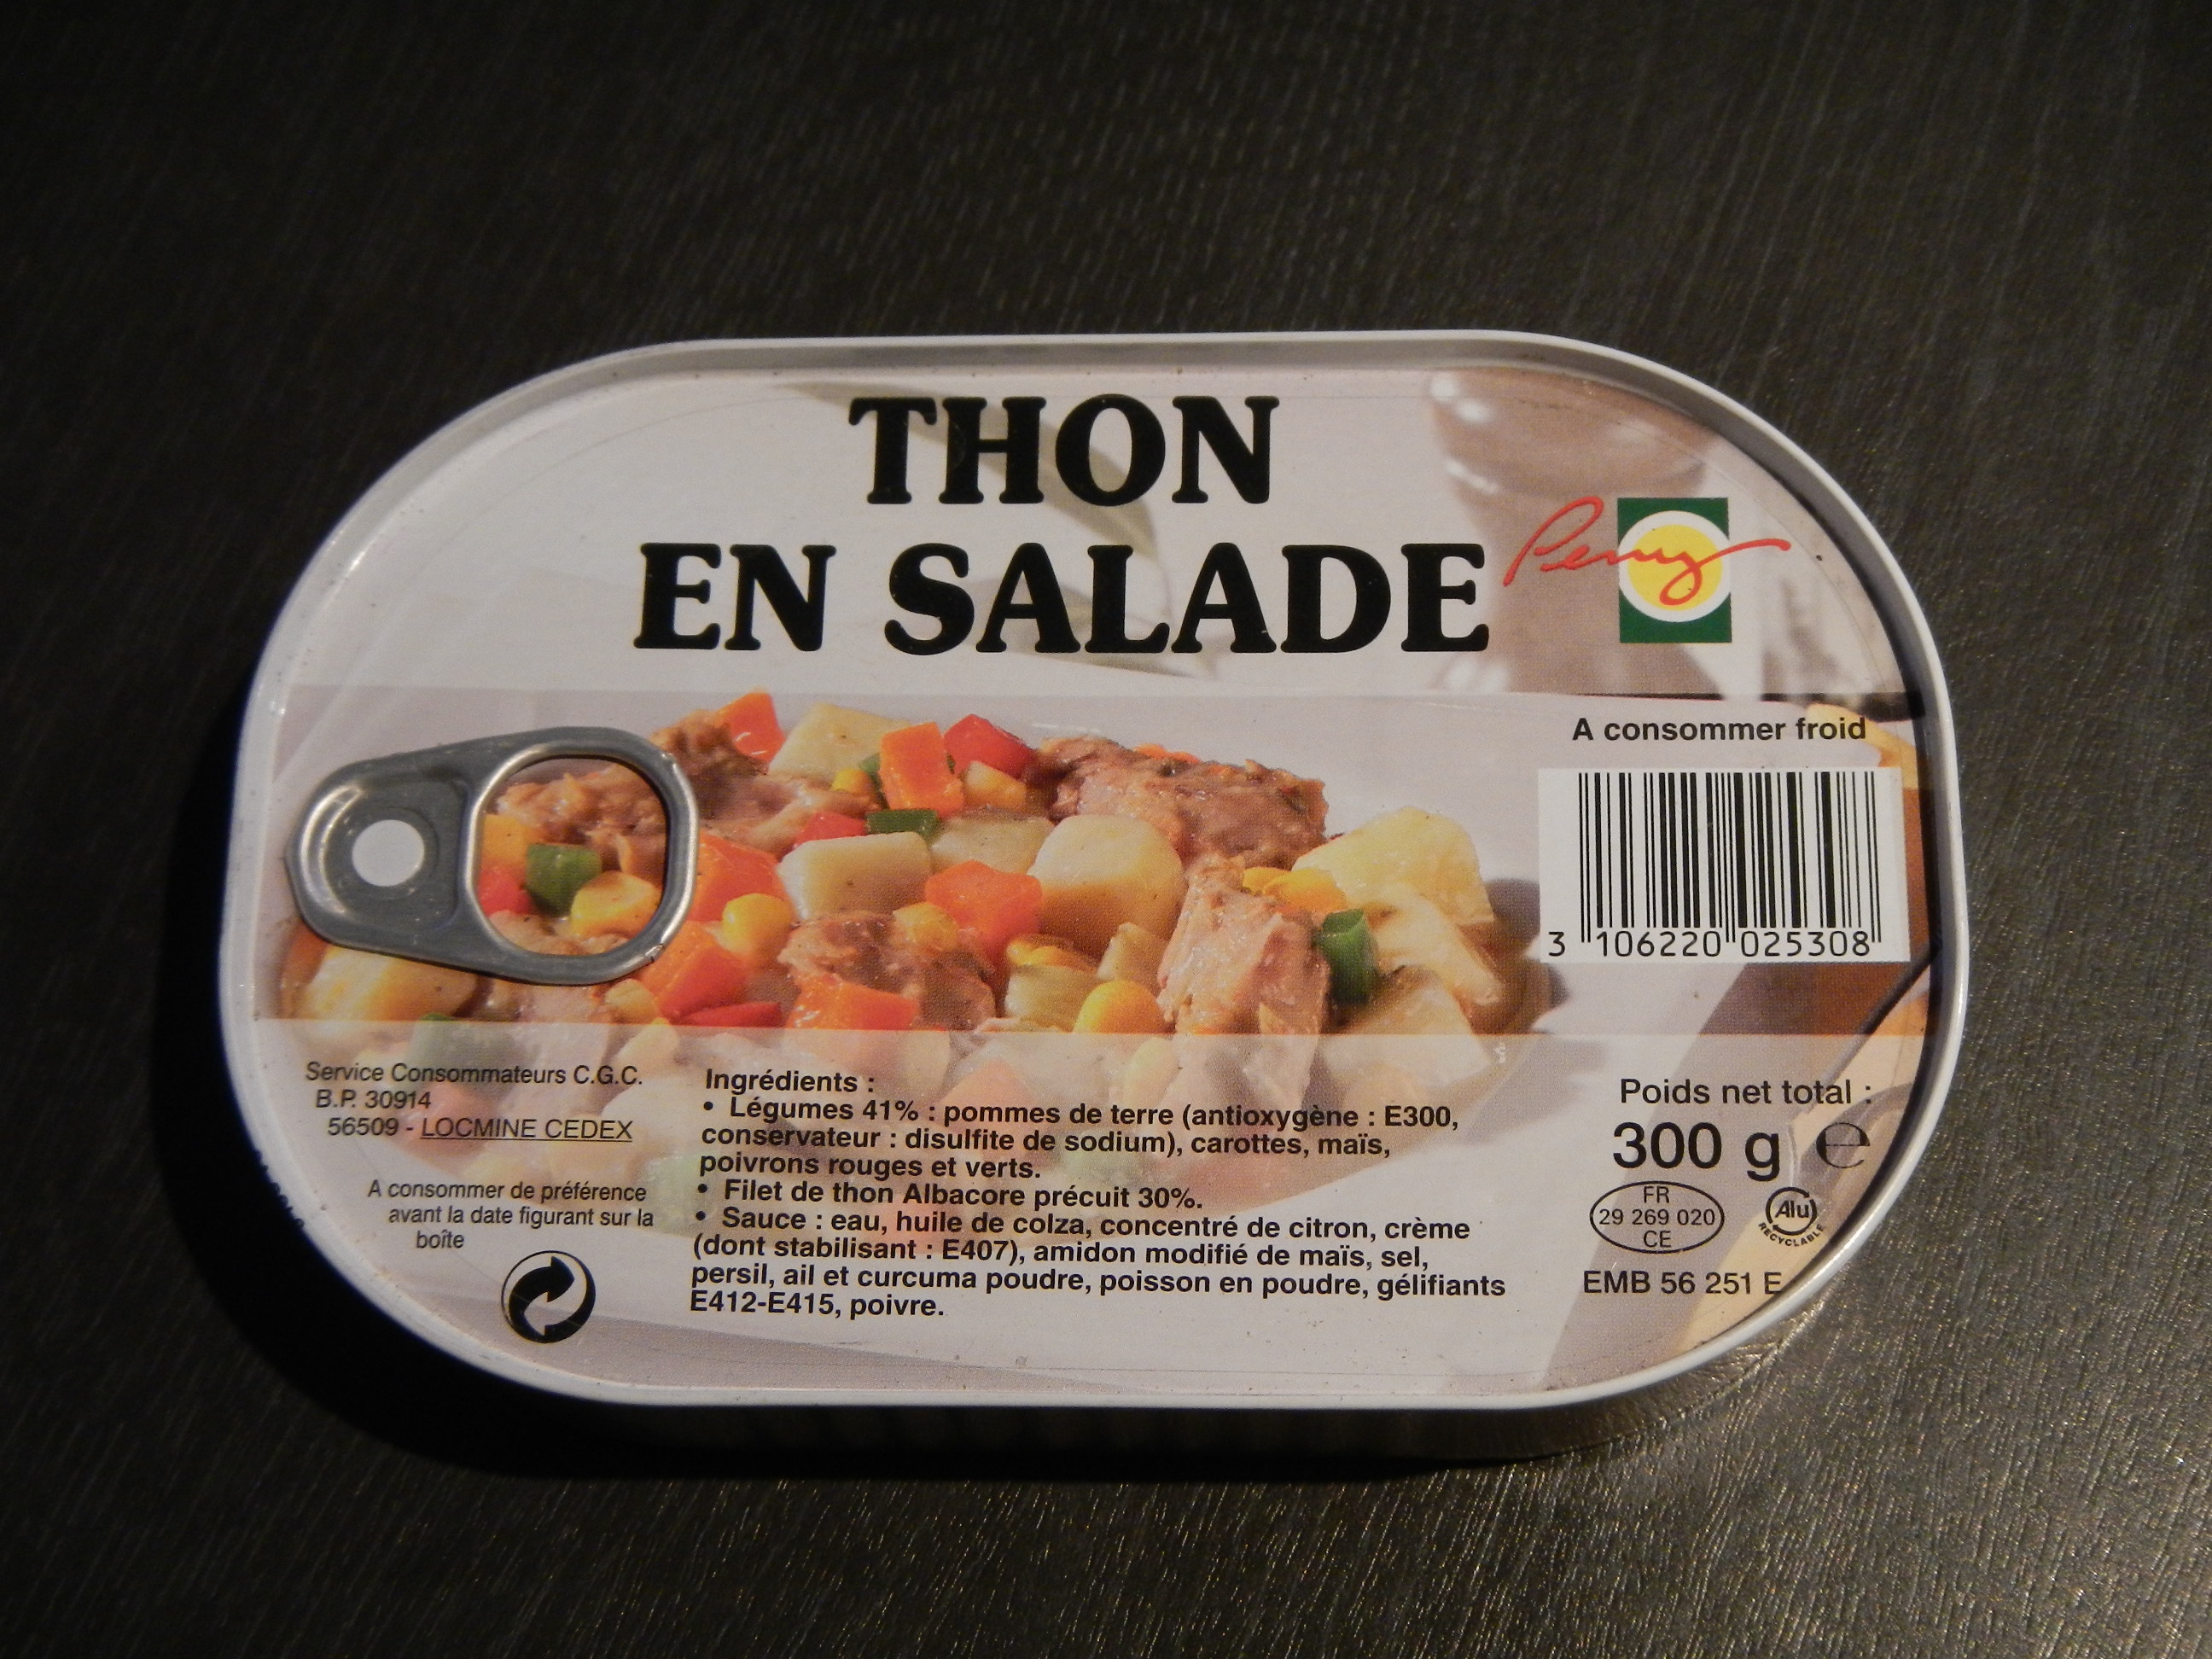 THON
EN SALADE
Peny
A consommer froid
3 106220 025308
Service Consommateurs C.G.C.
B.P. 30914
56509 - LOCMINE CEDEX
A consommer de préférence
avant la date figurant sur la
boîte
Ingrédients :
• Légumes 41% : pommes de terre (antioxygène : E300,
conservateur : disulfite de sodium), carottes, maïs,
poivrons rouges et verts.
• Filet de thon Albacore précuit 30%.
• Sauce : eau, huile de colza, concentré de citron, crème
(dont stabilisant : E407), amidon modifié de maïs, sel,
persil, ail et curcuma poudre, poisson en poudre, gélifiants
E412-E415, poivre.
Poids net total :
300 g e
FR
29 269 020
CE
Alu
RECYCLABLE
EMB 56 251 E